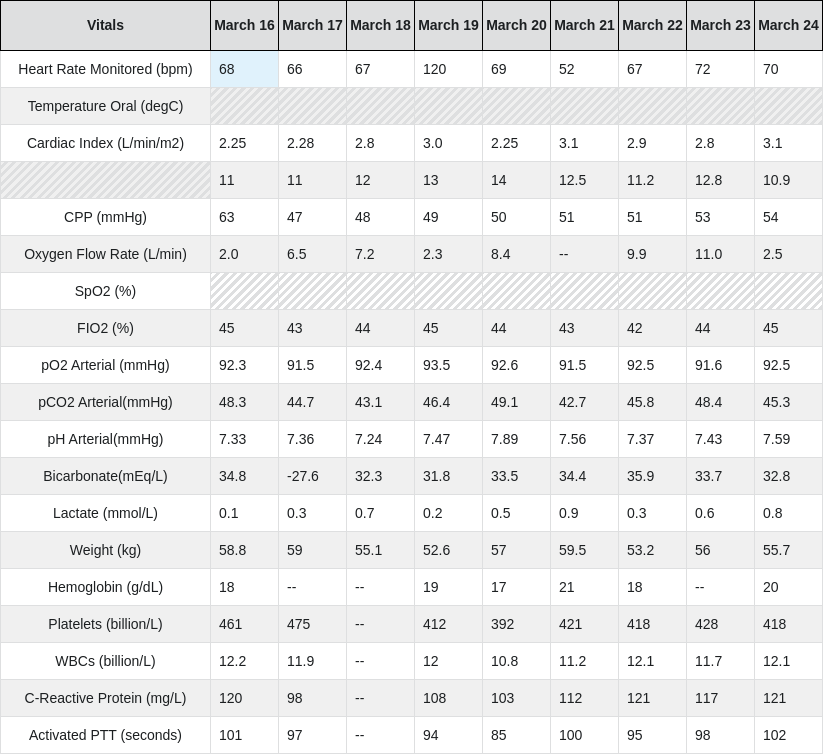 Vitals March 16 March 17 March 18 March 19 March 20 March 21 March 22 March 23 March 24
Heart Rate Monitored (bpm) 68 66 67 120 69 52 67 72 70
Temperature Oral (degC)
Cardiac Index (L/min/m2) 2.25 2.28 2.8 3.0 2.25 3.1 2.9 2.8 3.1
11 11 12 13 14 12.5 11.2 12.8 10.9
CPP (mmHg) 63 47 48 49 50 51 51 53 54
Oxygen Flow Rate (L/min) 2.0 6.5 7.2 2.3 8.4 -- 9.9 11.0 2.5
SpO2 (%)
FIO2 (%) 45 43 44 45 44 43 42 44 45
pO2 Arterial (mmHg) 92.3 91.5 92.4 93.5 92.6 91.5 92.5 91.6 92.5
pCO2 Arterial(mmHg) 48.3 44.7 43.1 46.4 49.1 42.7 45.8 48.4 45.3
pH Arterial(mmHg) 7.33 7.36 7.24 7.47 7.89 7.56 7.37 7.43 7.59
Bicarbonate(mEq/L) 34.8 -27.6 32.3 31.8 33.5 34.4 35.9 33.7 32.8
Lactate (mmol/L) 0.1 0.3 0.7 0.2 0.5 0.9 0.3 0.6 0.8
Weight (kg) 58.8 59 55.1 52.6 57 59.5 53.2 56 55.7
Hemoglobin (g/dL) 18 -- -- 19 17 21 18 -- 20
Platelets (billion/L) 461 475 -- 412 392 421 418 428 418
WBCs (billion/L) 12.2 11.9 -- 12 10.8 11.2 12.1 11.7 12.1
C-Reactive Protein (mg/L) 120 98 -- 108 103 112 121 117 121
Activated PTT (seconds) 101 97 -- 94 85 100 95 98 102